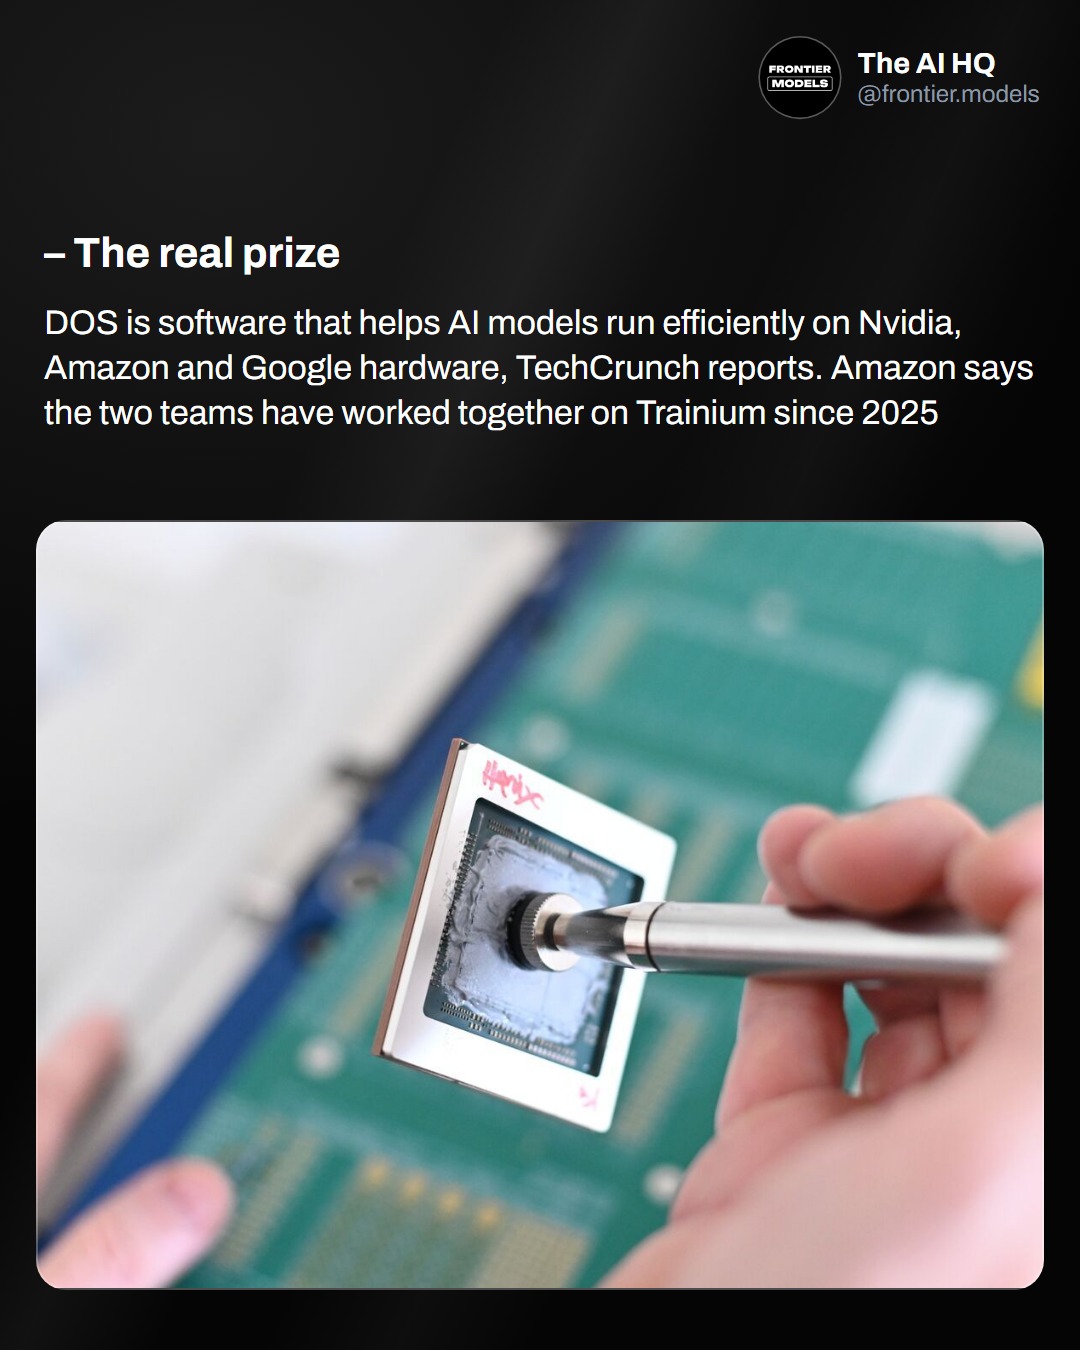 FRONTIER
MODELS
The AI HQ
@frontier.models
– The real prize
DOS is software that helps AI models run efficiently on Nvidia,
Amazon and Google hardware, TechCrunch reports. Amazon says
the two teams have worked together on Trainium since 2025